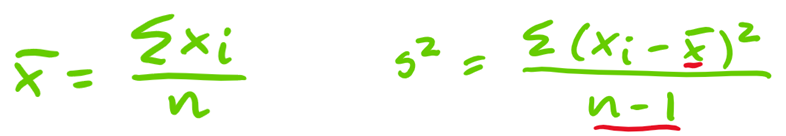 x̄ = Σxᵢ / n    s² = Σ(xᵢ - x̄)² / n - 1